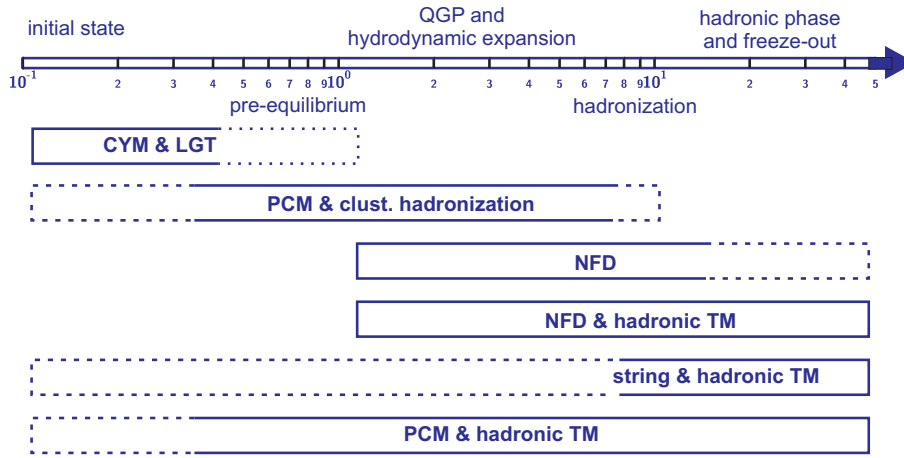 QGP and
hydrodynamic expansion
hadronic phase
and freeze-out
initial state
10-1 2 3 4 5 6 7 8 9 100 2 3 4 5 6 7 8 9 101 2 3 4 5
pre-equilibrium
hadronization
CYM & LGT
PCM & clust. hadronization
NFD
NFD & hadronic TM
string & hadronic TM
PCM & hadronic TM